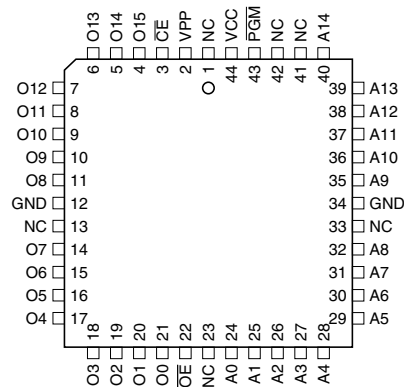 O13 O14 O15 CE VPP NC VCC PGM NC NC A14
6 5 4 3 2 1 44 43 42 41 40
O12 7 39 A13
O11 8 38 A12
O10 9 37 A11
O9 10 36 A10
O8 11 35 A9
GND 12 34 GND
NC 13 33 NC
O7 14 32 A8
O6 15 31 A7
O5 16 30 A6
O4 17 29 A5
18 19 20 21 22 23 24 25 26 27 28
O3 O2 O1 O0 OE NC A0 A1 A2 A3 A4